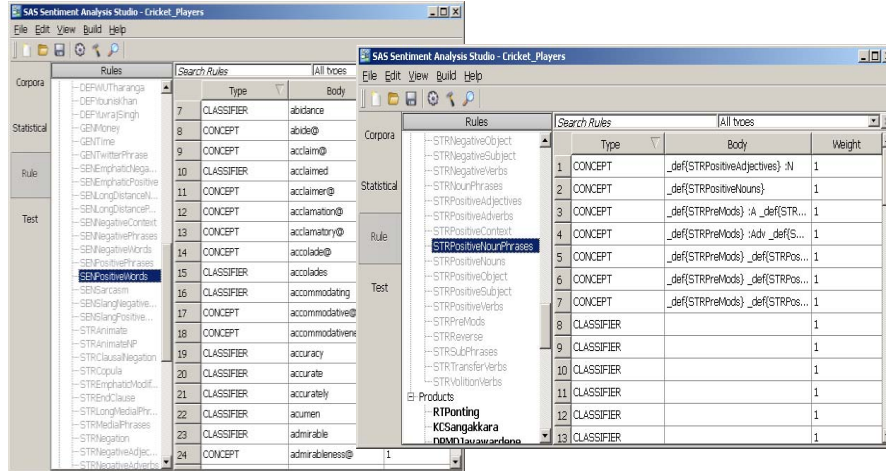 SAS Sentiment Analysis Studio - Cricket_Players
File Edit View Build Help
Corpora
Statistical
Rule
Test
Rules
DEFWUTharanga
DEFYounisKhan
DEFYuvrajSingh
GENMoney
GENTime
GENTwitterPhrase
SENEmphaticNega...
SENEmphaticPositive
SENLongDistanceN...
SENLongDistanceP...
SENNegativeContext
SENNegativePhrases
SENNegativeWords
SENPositivePhrases
SENPositiveWords
SENSarcasm
SENSlangNegative...
SENSlangPositive...
STRAnimate
STRAnimateNP
STRClausalNegation
STRCopula
STREmphaticModif...
STREndClause
STRLongMedialPhr...
STRMedialPhrases
STRNegation
STRNegativeAdjec...
STRNegativeAdverbs
Search Rules All types
Type Body
7 CLASSIFIER abidance
8 CONCEPT abide@
9 CONCEPT acclaim@
10 CLASSIFIER acclaimed
11 CONCEPT acclaimer@
12 CONCEPT acclamation@
13 CONCEPT acclamatory@
14 CONCEPT accolade@
15 CLASSIFIER accolades
16 CLASSIFIER accommodating
17 CONCEPT accommodative@
18 CONCEPT accommodativene
19 CLASSIFIER accuracy
20 CLASSIFIER accurate
21 CLASSIFIER accurately
22 CLASSIFIER acumen
23 CLASSIFIER admirable
24 CONCEPT admirableness@ 1
SAS Sentiment Analysis Studio - Cricket_Players
File Edit View Build Help
Corpora
Statistical
Rule
Test
Rules
STRNegativeObject
STRNegativeSubject
STRNegativeVerbs
STRNounPhrases
STRPositiveAdjectives
STRPositiveAdverbs
STRPositiveContext
STRPositiveNounPhrases
STRPositiveNouns
STRPositiveObject
STRPositiveSubject
STRPositiveVerbs
STRPreMods
STRReverse
STRSubPhrases
STRTransferVerbs
STRVolitionVerbs
Products
RTPonting
KCSangakkara
DPMDJayawardene
Search Rules All types
Type Body Weight
1 CONCEPT _def{STRPositiveAdjectives} :N 1
2 CONCEPT _def{STRPositiveNouns} 1
3 CONCEPT _def{STRPreMods} :A _def{STR... 1
4 CONCEPT _def{STRPreMods} :Adv _def{S... 1
5 CONCEPT _def{STRPreMods} _def{STRPos... 1
6 CONCEPT _def{STRPreMods} _def{STRPos... 1
7 CONCEPT _def{STRPreMods} _def{STRPos... 1
8 CLASSIFIER 1
9 CLASSIFIER 1
10 CLASSIFIER 1
11 CLASSIFIER 1
12 CLASSIFIER 1
13 CLASSIFIER 1